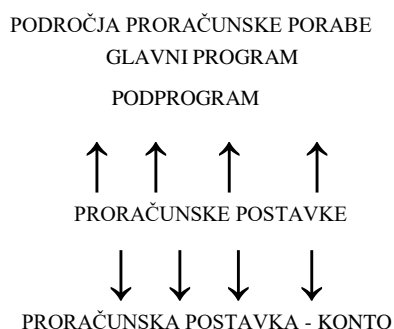 PODROČJA PRORAČUNSKE PORABE
GLAVNI PROGRAM
PODPROGRAM
PRORAČUNSKE POSTAVKE
PRORAČUNSKA POSTAVKA - KONTO